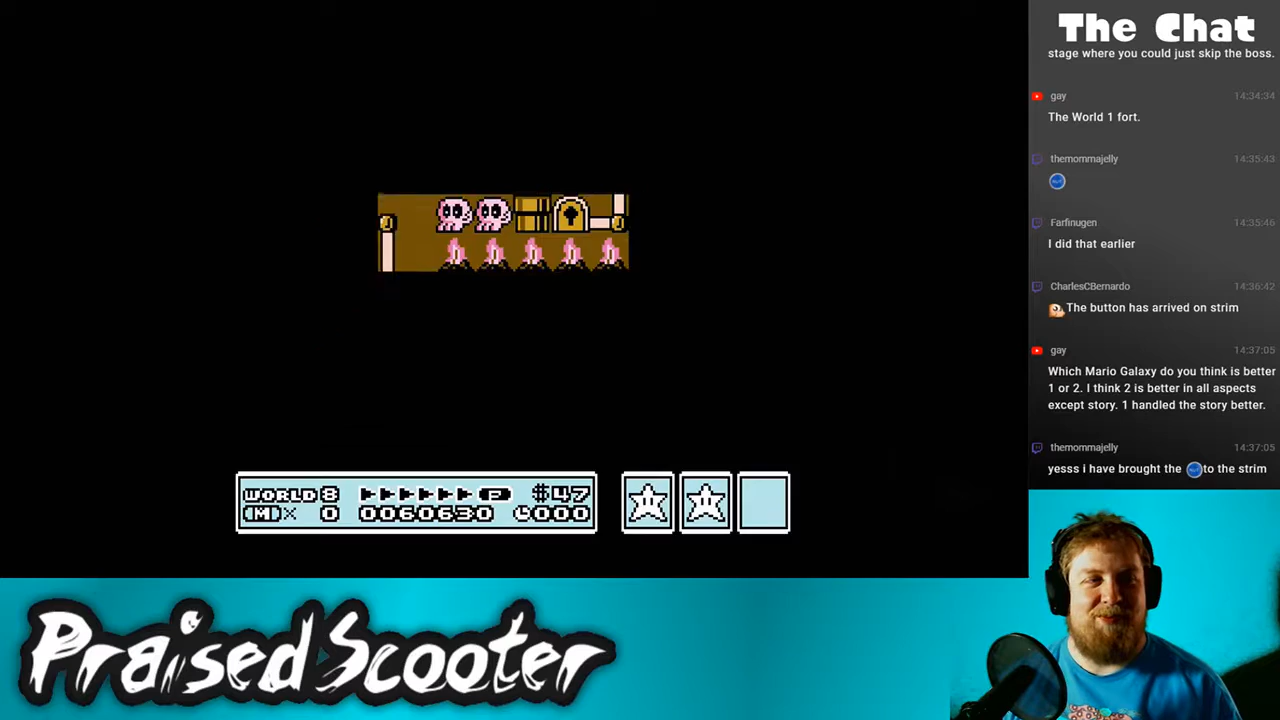 The Chat
stage where you could just skip the boss.
gay 14:34:34
The World 1 fort.
themommajelly 14:35:43
Farfinugen 14:35:46
I did that earlier
CharlesCBernardo 14:36:42
The button has arrived on strim
gay 14:37:05
Which Mario Galaxy do you think is better
1 or 2. I think 2 is better in all aspects
except story. 1 handled the story better.
themommajelly 14:37:05
yesss i have brought the to the strim
WORLD 8 P $47
M× 0 0060630 000
PraisedScooter